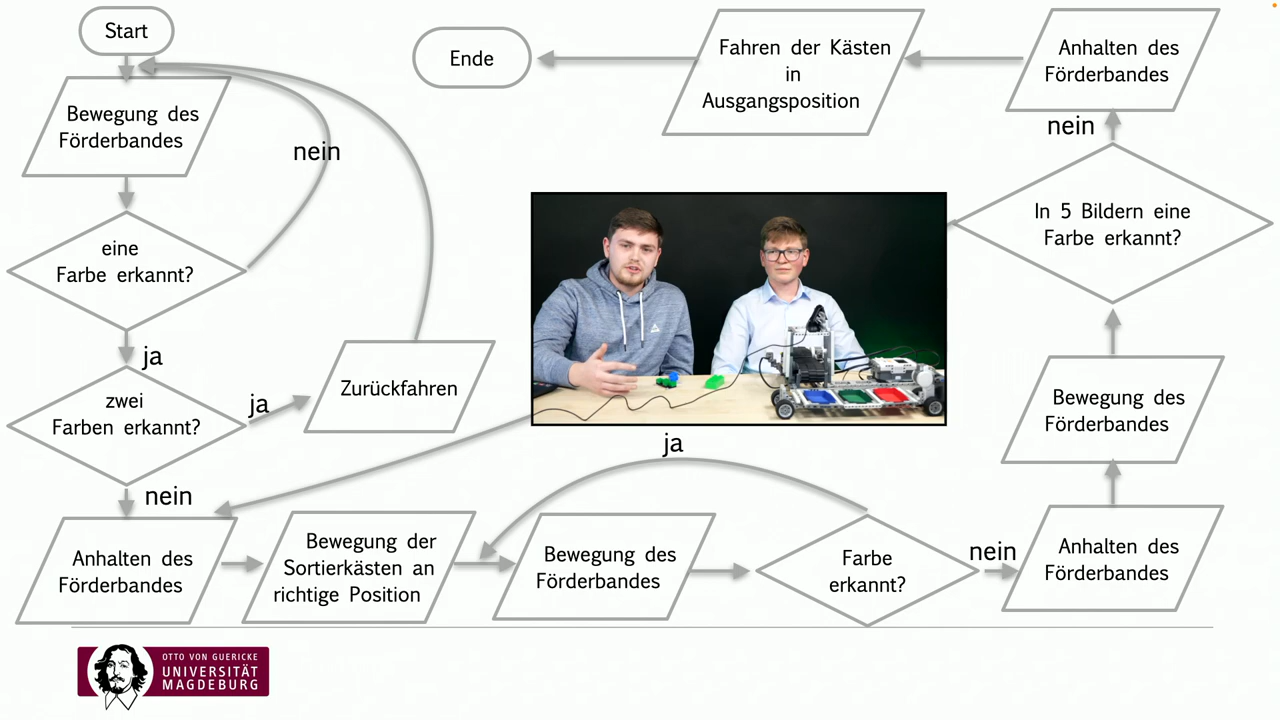 Start
Bewegung des
Förderbandes
nein
eine
Farbe erkannt?
ja
zwei
Farben erkannt?
ja
Zurückfahren
nein
Anhalten des
Förderbandes
Bewegung der
Sortierkästen an
richtige Position
Bewegung des
Förderbandes
ja
Farbe
erkannt?
nein
Anhalten des
Förderbandes
Bewegung des
Förderbandes
In 5 Bildern eine
Farbe erkannt?
nein
Anhalten des
Förderbandes
Fahren der Kästen
in
Ausgangsposition
Ende
OTTO VON GUERICKE
UNIVERSITÄT
MAGDEBURG